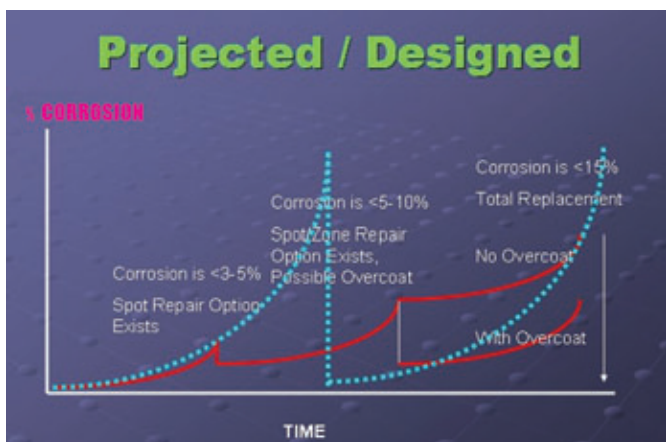 Projected / Designed
% CORROSION
Corrosion is <15%
Total Replacement
Corrosion is <5-10%
Spot/Zone Repair
Option Exists,
Possible Overcoat
No Overcoat
Corrosion is <3-5%
Spot Repair Option
Exists
With Overcoat
TIME